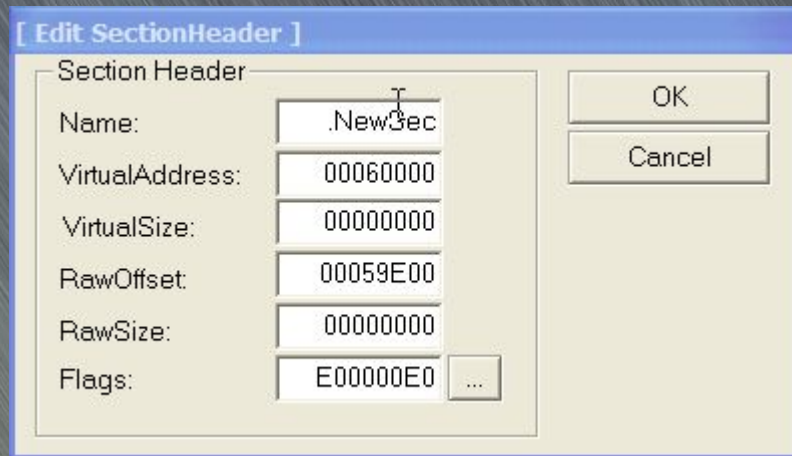 [ Edit SectionHeader ]
Section Header
Name: .NewSec
VirtualAddress: 00060000
VirtualSize: 00000000
RawOffset: 00059E00
RawSize: 00000000
Flags: E00000E0 ...
OK
Cancel